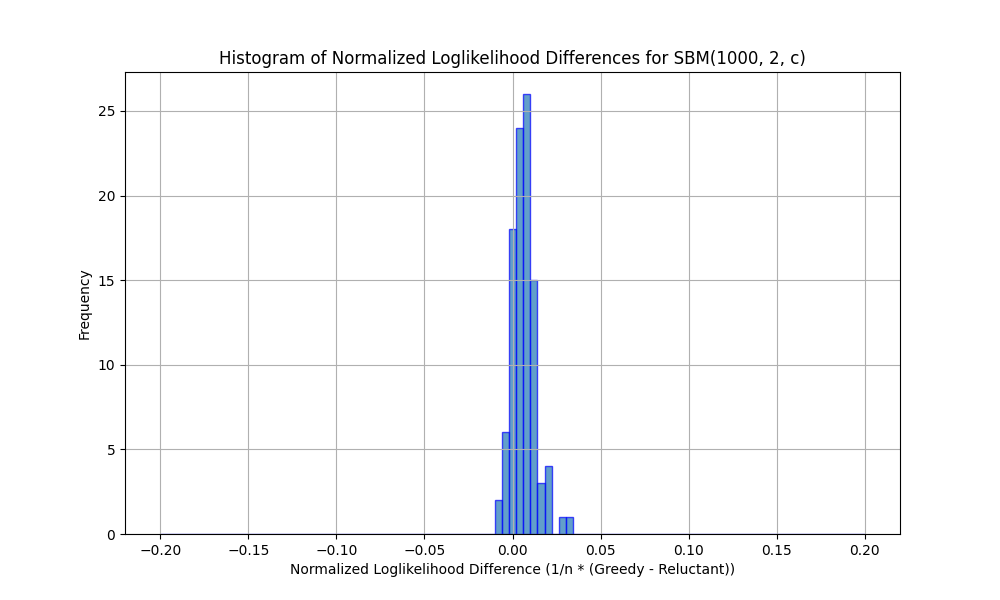 Histogram of Normalized Loglikelihood Differences for SBM(1000, 2, c)
25
20
15
10
5
0
Frequency
−0.20 −0.15 −0.10 −0.05 0.00 0.05 0.10 0.15 0.20
Normalized Loglikelihood Difference (1/n * (Greedy - Reluctant))